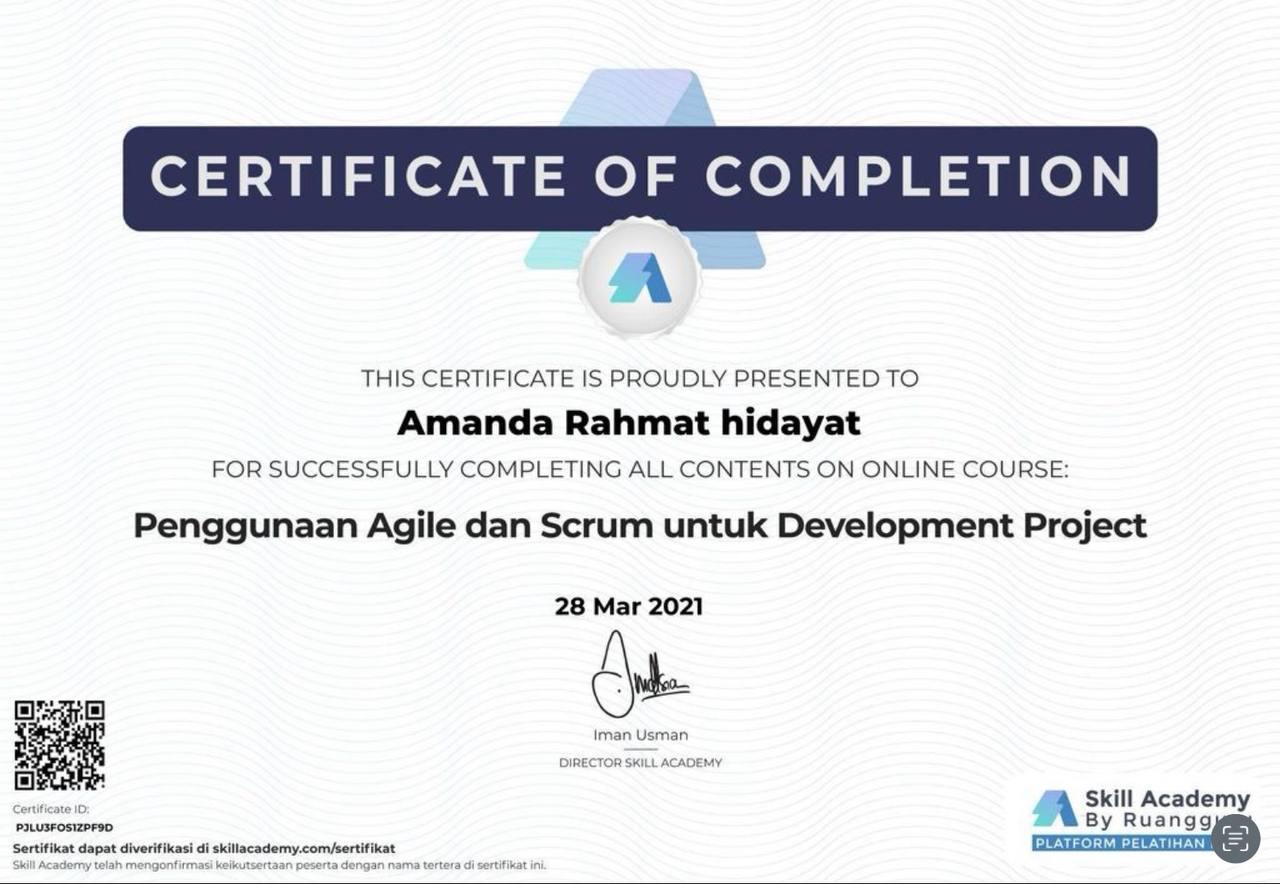 CERTIFICATE OF COMPLETION
THIS CERTIFICATE IS PROUDLY PRESENTED TO
Amanda Rahmat hidayat
FOR SUCCESSFULLY COMPLETING ALL CONTENTS ON ONLINE COURSE:
Penggunaan Agile dan Scrum untuk Development Project
28 Mar 2021
Iman Usman
DIRECTOR SKILL ACADEMY
Certificate ID:
PJLU3FOS1ZPF9D
Sertifikat dapat diverifikasi di skillacademy.com/sertifikat
Skill Academy telah mengonfirmasi keikutsertaan peserta dengan nama tertera di sertifikat ini.
Skill Academy
By
PLATFORM PELATIHAN